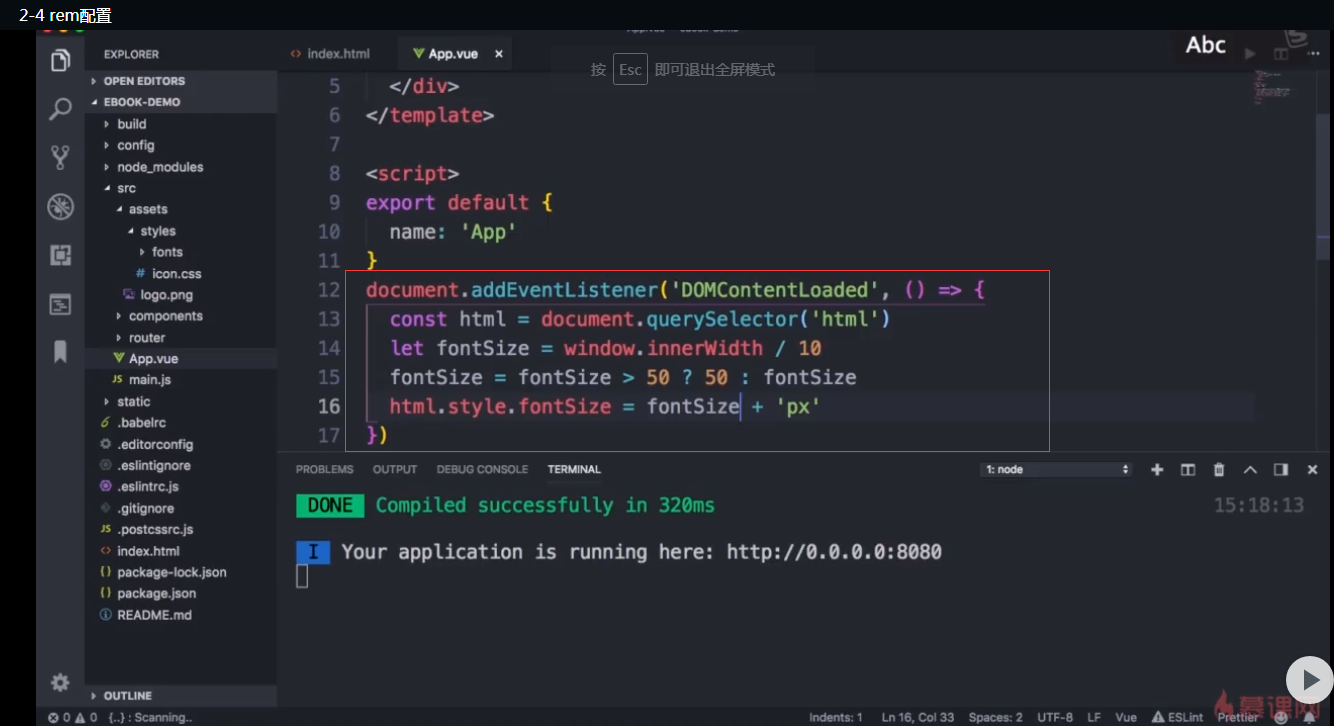 2-4 rem配置
EXPLORER
OPEN EDITORS
EBOOK-DEMO
build
config
node_modules
src
assets
styles
fonts
# icon.css
logo.png
components
router
App.vue
JS main.js
static
.babelrc
.editorconfig
.eslintignore
.eslintrc.js
.gitignore
JS .postcssrc.js
<> index.html
{} package-lock.json
{} package.json
README.md
OUTLINE
<> index.html
App.vue ×
按 Esc 即可退出全屏模式
Abc
5 </div>
6 </template>
7
8 <script>
9 export default {
10 name: 'App'
11 }
12 document.addEventListener('DOMContentLoaded', () => {
13 const html = document.querySelector('html')
14 let fontSize = window.innerWidth / 10
15 fontSize = fontSize > 50 ? 50 : fontSize
16 html.style.fontSize = fontSize + 'px'
17 })
PROBLEMS OUTPUT DEBUG CONSOLE TERMINAL 1: node
DONE Compiled successfully in 320ms 15:18:13
I Your application is running here: http://0.0.0.0:8080
0 0 {..} : Scanning.. Indents: 1 Ln 16, Col 33 Spaces: 2 UTF-8 LF Vue ESLint Prettier
慕课网